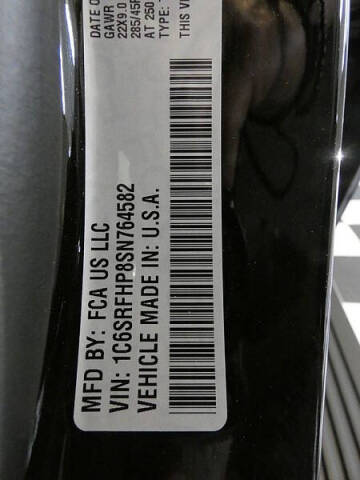 DATE O
GAWR
22X9.0
285/45R
AT 250
TYPE:
THIS VE
MFD BY: FCA US LLC
VIN: 1C6SRFHP8SN764582
VEHICLE MADE IN: U.S.A.